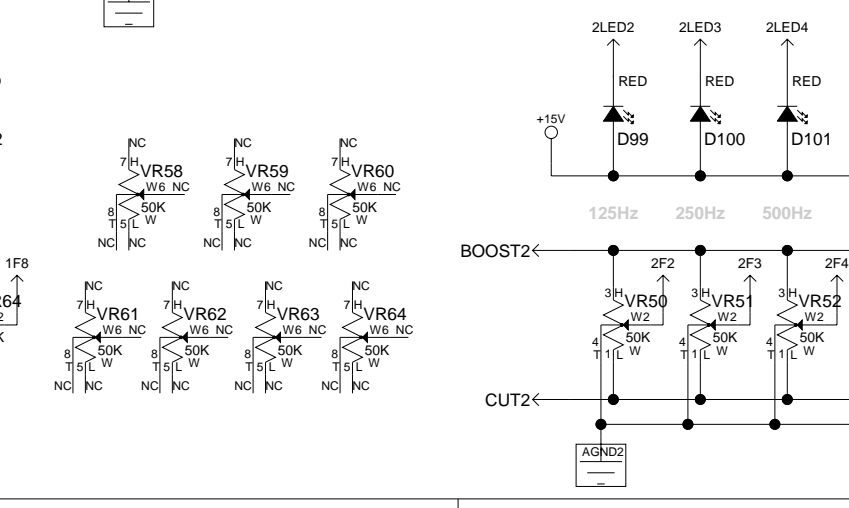 2LED2 2LED3 2LED4
RED RED RED
+15V
D99 D100 D101
NC NC NC
7 H VR58 7 H VR59 7 H VR60
W6 NC W6 NC W6 NC
50K 50K 50K
8 T 5 L W 8 T 5 L W 8 T 5 L W
NC NC NC NC NC NC
125Hz 250Hz 500Hz
BOOST2
1F8 2F2 2F3 2F4
NC NC NC NC
7 H VR61 7 H VR62 7 H VR63 7 H VR64
W6 NC W6 NC W6 NC W6 NC
50K 50K 50K 50K
8 T 5 L W 8 T 5 L W 8 T 5 L W 8 T 5 L W
NC NC NC NC NC NC NC NC
3 H VR50 3 H VR51 3 H VR52
W2 W2 W2
50K 50K 50K
4 T 1 L W 4 T 1 L W 4 T 1 L W
CUT2
AGND2